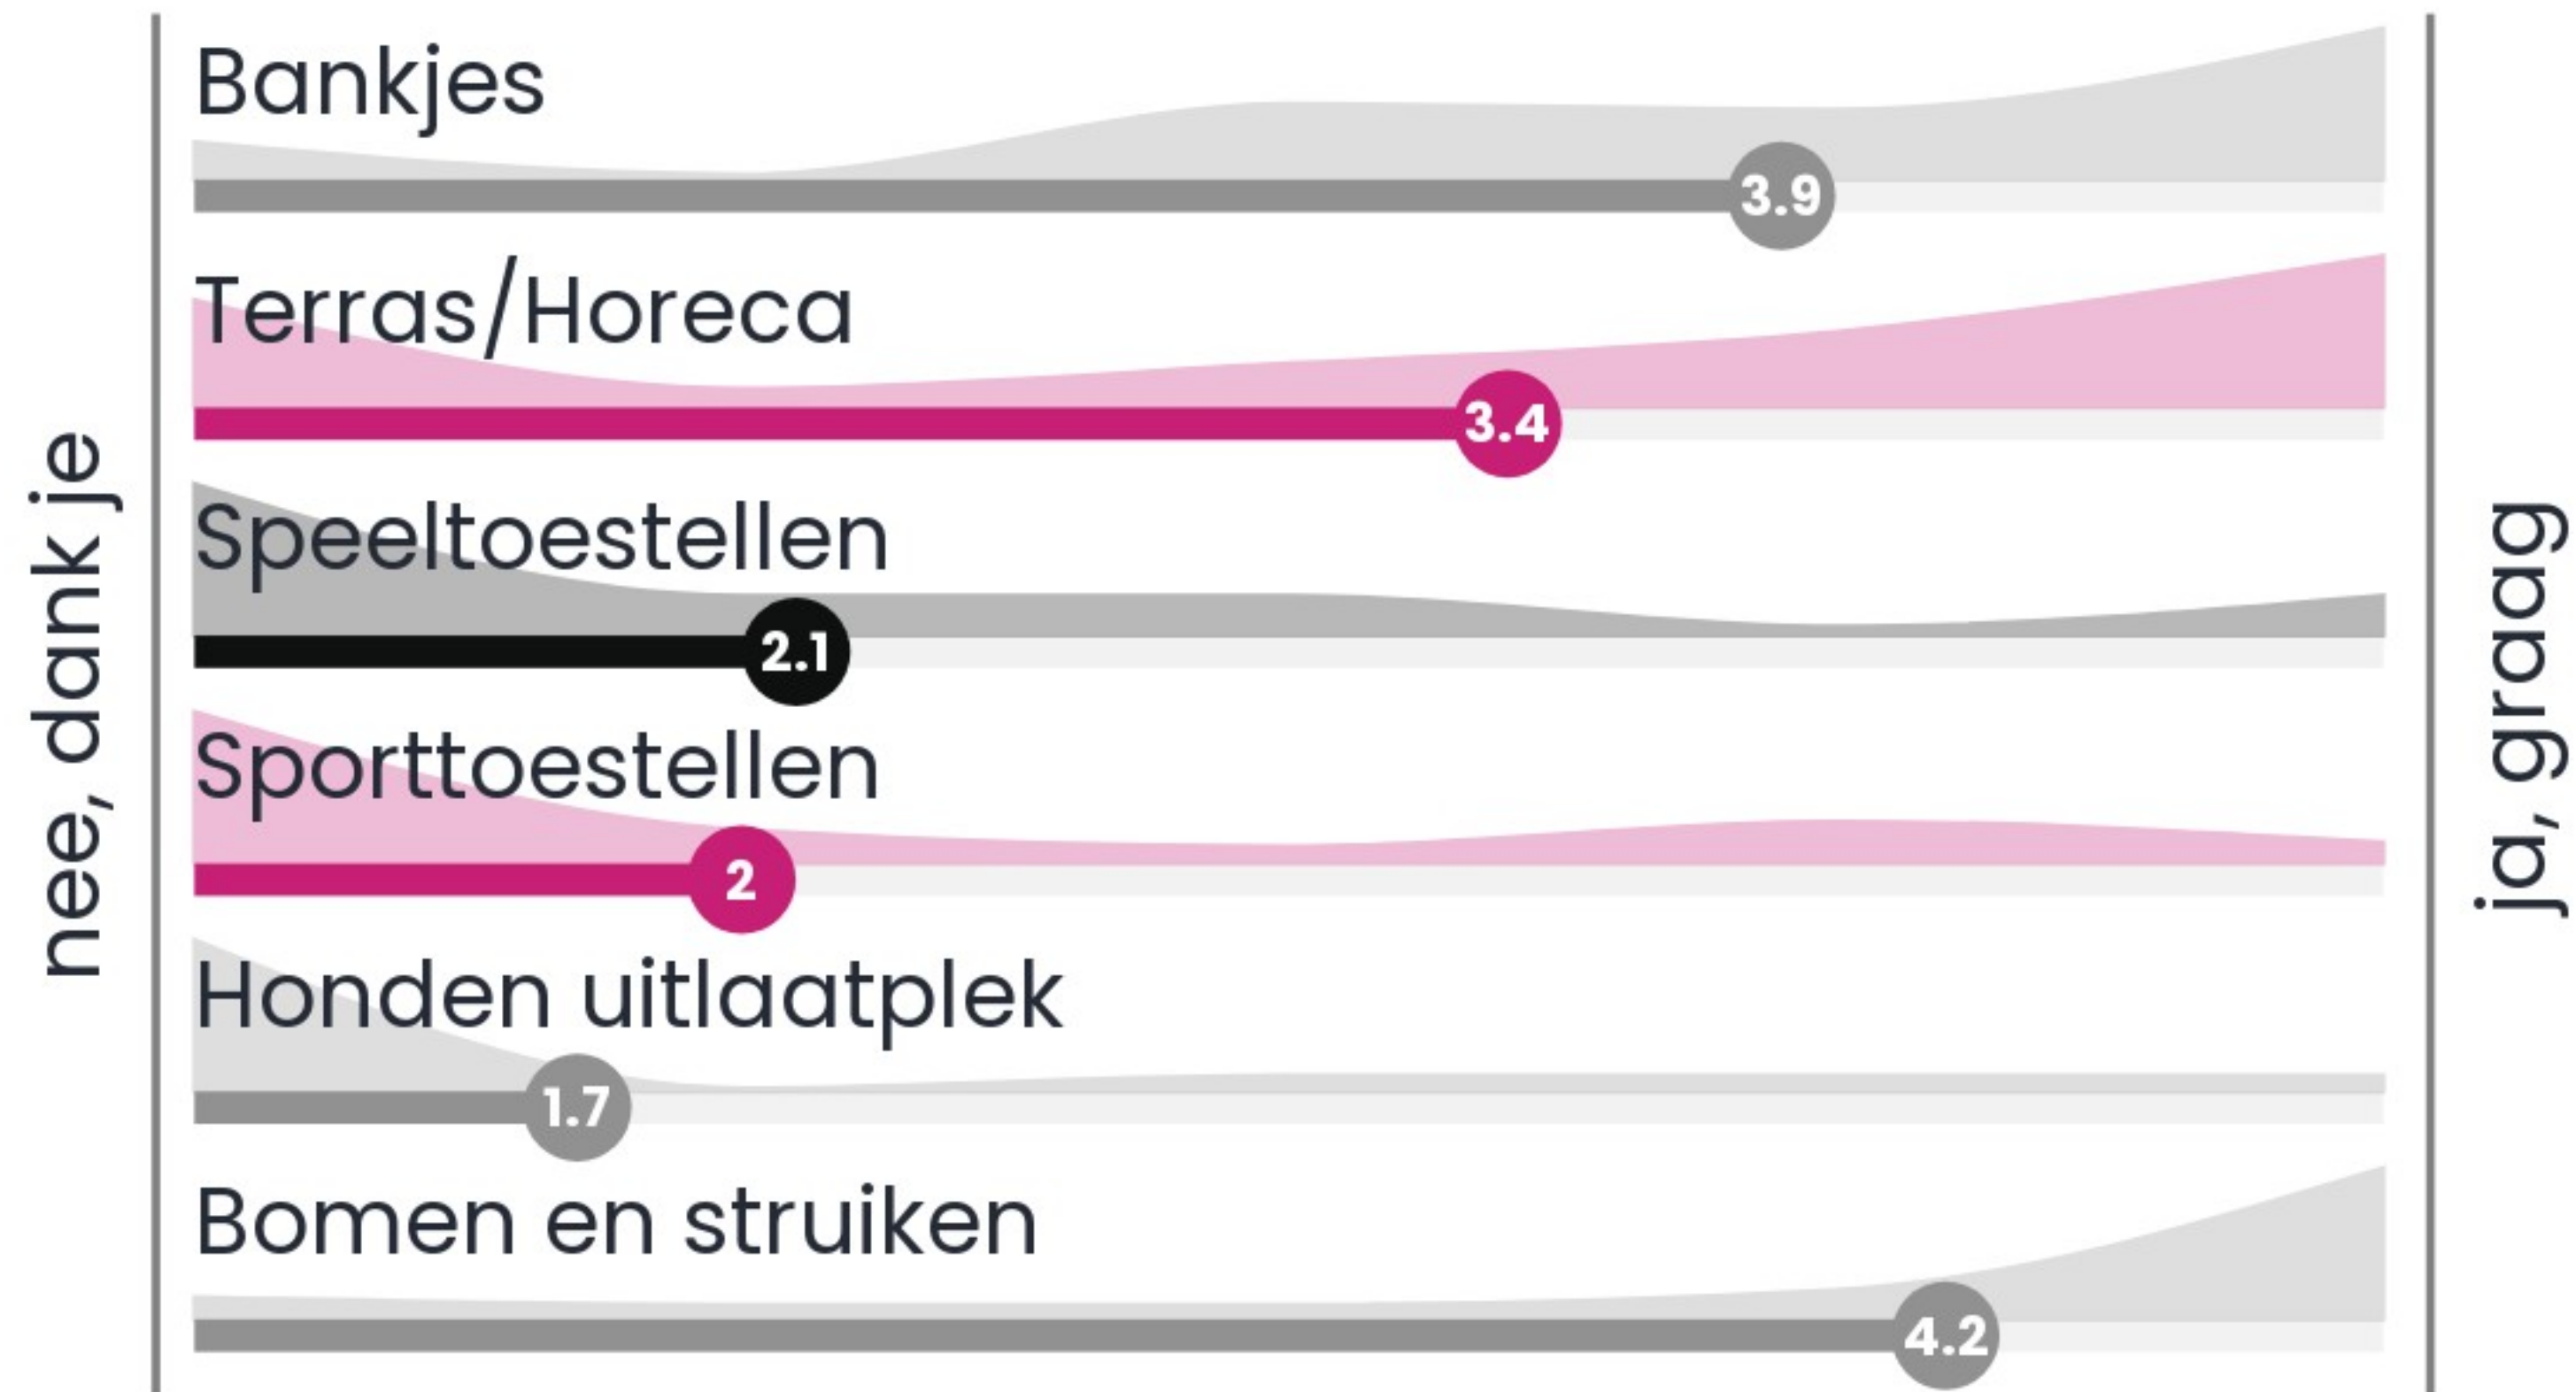 Bankjes
3.9
Terras/Horeca
3.4
Speeltoestellen
2.1
Sporttoestellen
2
Honden uitlaatplek
1.7
Bomen en struiken
4.2
nee, dank je
ja, graag